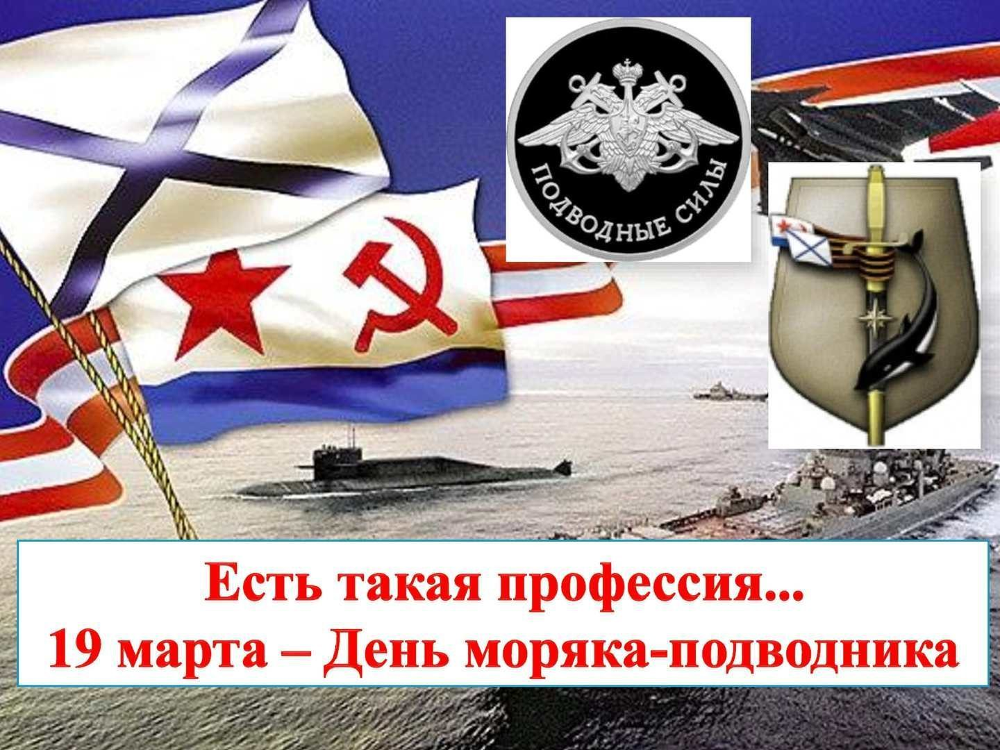 ПОДВОДНЫЕ СИЛЫ
Есть такая профессия...
19 марта – День моряка-подводника